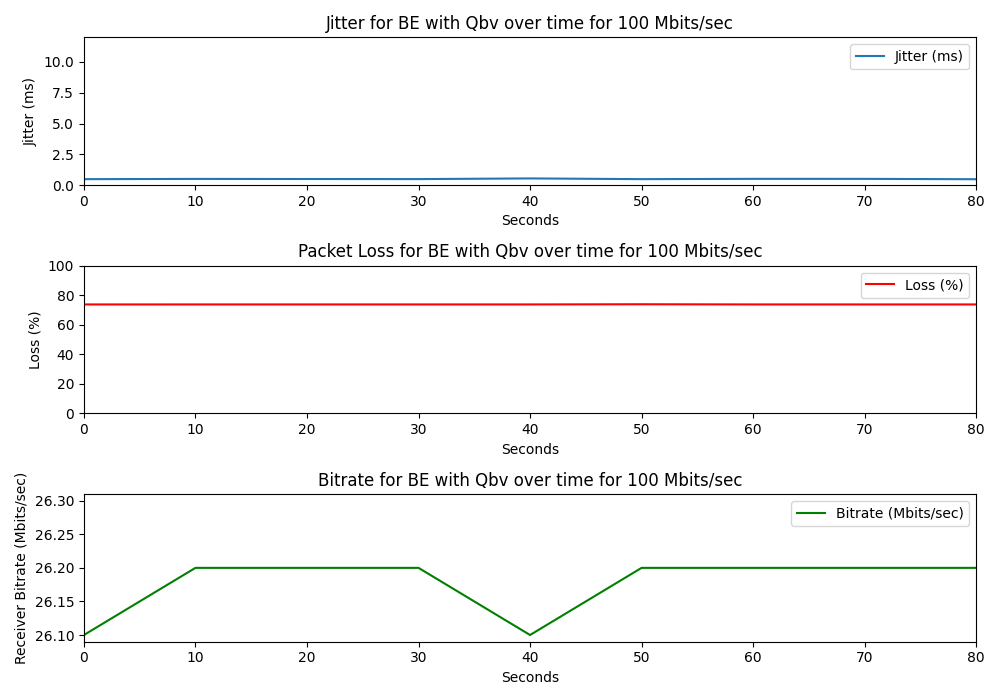 Jitter for BE with Qbv over time for 100 Mbits/sec
Jitter (ms)
10.0
7.5
5.0
2.5
0.0
Jitter (ms)
0 10 20 30 40 50 60 70 80
Seconds
Packet Loss for BE with Qbv over time for 100 Mbits/sec
Loss (%)
100
80
60
40
20
0
Loss (%)
0 10 20 30 40 50 60 70 80
Seconds
Bitrate for BE with Qbv over time for 100 Mbits/sec
Receiver Bitrate (Mbits/sec)
26.30
26.25
26.20
26.15
26.10
Bitrate (Mbits/sec)
0 10 20 30 40 50 60 70 80
Seconds